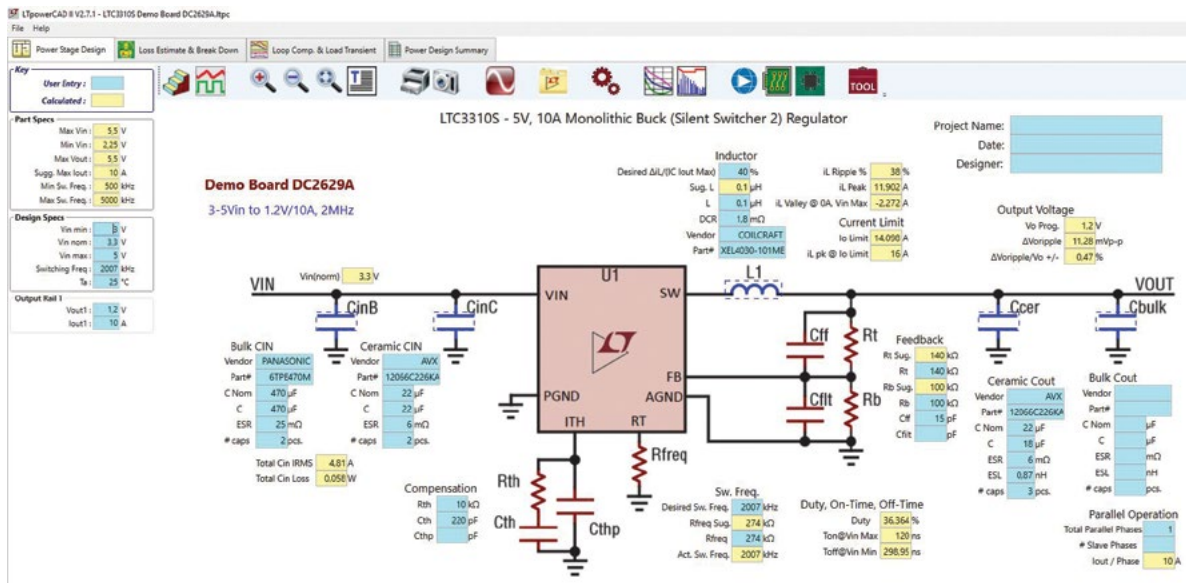 LTpowerCAD II V2.7.1 - LTC3310S Demo Board DC2629A.ltpc
File Help
Power Stage Design Loss Estimate & Break Down Loop Comp. & Load Transient Power Design Summary
Key
User Entry :
Calculated :
TOOL
Part Specs
Max Vin : 5.5 V
Min Vin : 2.25 V
Max Vout : 5.5 V
Sugg. Max Iout : 10 A
Min Sw. Freq. : 500 kHz
Max Sw. Freq. : 5000 kHz
Design Specs
Vin min : 3 V
Vin nom : 3.3 V
Vin max : 5 V
Switching Freq : 2007 kHz
Ta : 25 °C
Output Rail 1
Vout1 : 1.2 V
Iout1 : 10 A
LTC3310S - 5V, 10A Monolithic Buck (Silent Switcher 2) Regulator
Project Name:
Date:
Designer:
Demo Board DC2629A
3-5Vin to 1.2V/10A, 2MHz
Inductor
Desired ΔiL/(IC Iout Max) 40 %
Sug. L 0.1 μH
L 0.1 μH
DCR 1.8 mΩ
Vendor COILCRAFT
Part# XEL4030-101ME
iL Ripple % 38 %
iL Peak 11.902 A
iL Valley @ 0A, Vin Max -2.272 A
Current Limit
Io Limit 14.098 A
iL pk @ Io Limit 16 A
Output Voltage
Vo Prog. 1.2 V
ΔVoripple 11.28 mVp-p
ΔVoripple/Vo +/- 0.47 %
VIN
Vin(nom) 3.3 V
CinB
CinC
U1
VIN
SW
PGND
FB
AGND
ITH
RT
L1
VOUT
Cff
Rt
Cflt
Rb
Ccer
Cbulk
Bulk CIN
Vendor PANASONIC
Part# 6TPE470M
C Nom 470 μF
C 470 μF
ESR 25 mΩ
# caps 2 pcs.
Ceramic CIN
Vendor AVX
Part# 12066C226KA
C Nom 22 μF
C 22 μF
ESR 6 mΩ
# caps 2 pcs.
Total Cin IRMS 4.81 A
Total Cin Loss 0.058 W
Feedback
Rt Sug. 140 kΩ
Rt 140 kΩ
Rb Sug. 100 kΩ
Rb 100 kΩ
Cff 15 pF
Cflt pF
Ceramic Cout
Vendor AVX
Part# 12066C226KA
C Nom 22 μF
C 18 μF
ESR 6 mΩ
ESL 0.87 nH
# caps 3 pcs.
Bulk Cout
Vendor
Part#
C Nom μF
C μF
ESR mΩ
ESL nH
# caps pcs.
Compensation
Rth 10 kΩ
Cth 220 pF
Cthp pF
Rth
Cth
Cthp
Rfreq
Sw. Freq.
Desired Sw. Freq. 2007 kHz
Rfreq Sug. 274 kΩ
Rfreq 274 kΩ
Act. Sw. Freq. 2007 kHz
Duty, On-Time, Off-Time
Duty 36.364 %
Ton@Vin Max 120 ns
Toff@Vin Min 298.95 ns
Parallel Operation
Total Parallel Phases 1
# Slave Phases
Iout / Phase 10 A